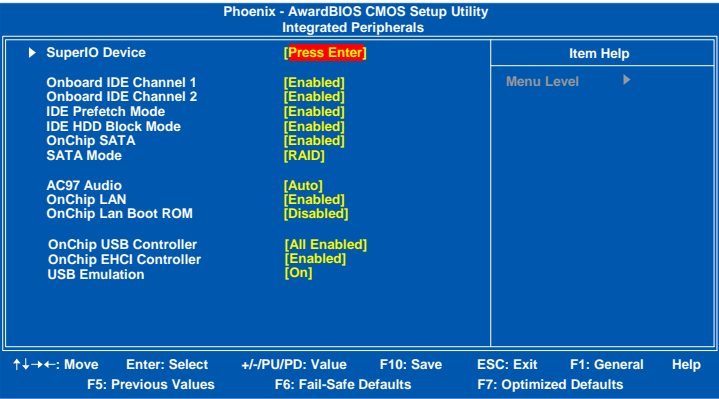 Phoenix - AwardBIOS CMOS Setup Utility
Integrated Peripherals
SuperIO Device [Press Enter]
Item Help
Menu Level
Onboard IDE Channel 1 [Enabled]
Onboard IDE Channel 2 [Enabled]
IDE Prefetch Mode [Enabled]
IDE HDD Block Mode [Enabled]
OnChip SATA [Enabled]
SATA Mode [RAID]
AC97 Audio [Auto]
OnChip LAN [Enabled]
OnChip Lan Boot ROM [Disabled]
OnChip USB Controller [All Enabled]
OnChip EHCI Controller [Enabled]
USB Emulation [On]
↑↓→←: Move Enter: Select +/-/PU/PD: Value F10: Save ESC: Exit F1: General Help
F5: Previous Values F6: Fail-Safe Defaults F7: Optimized Defaults